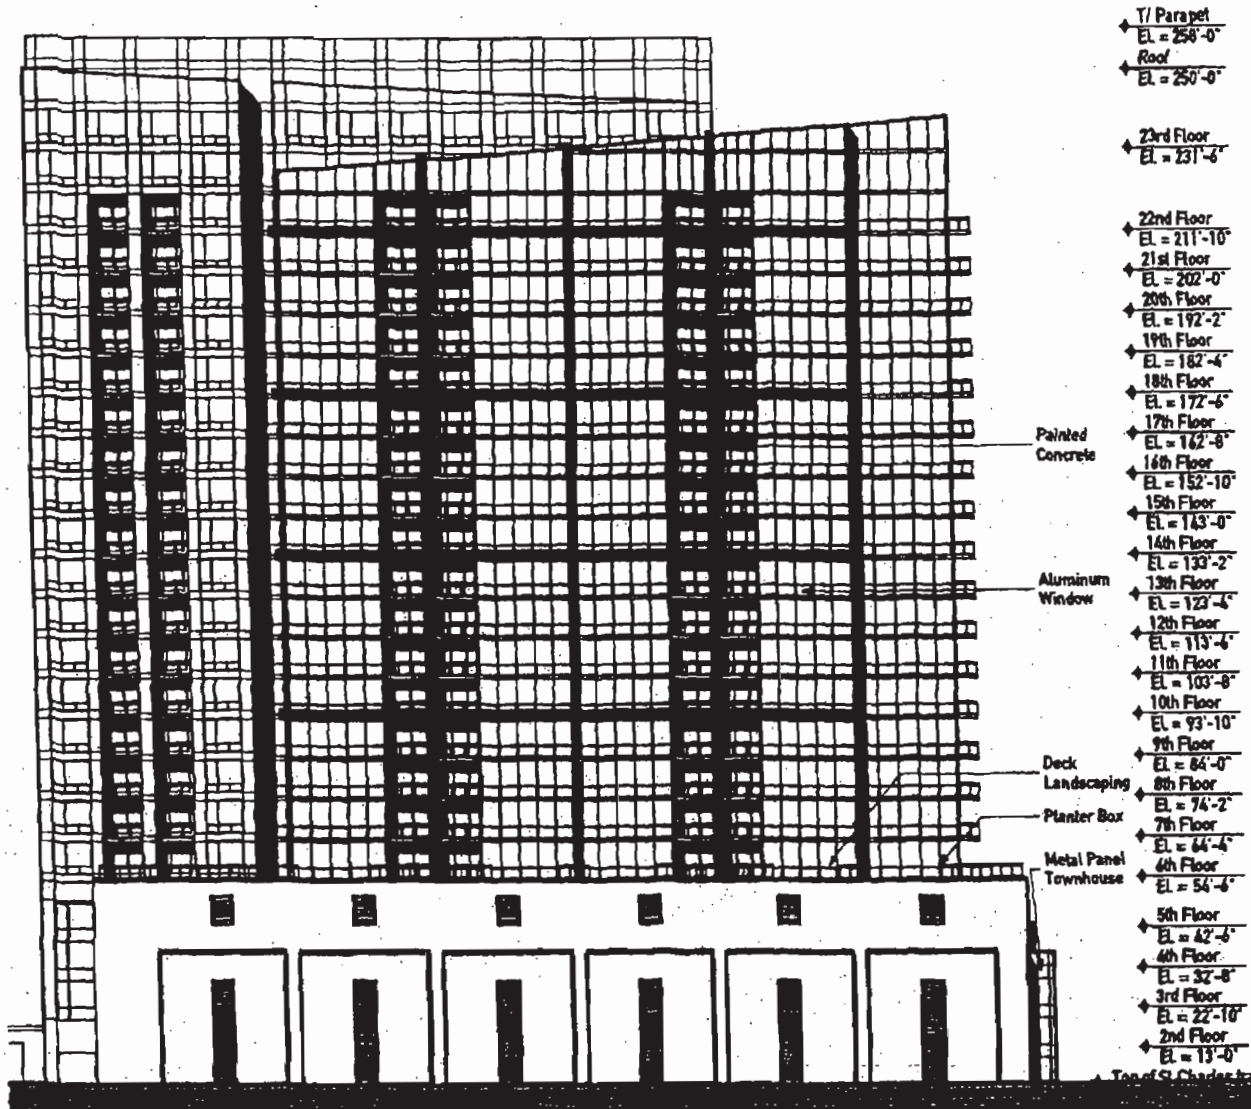 T/ Parapet
EL = 258'-0"
Roof
EL = 250'-0"
23rd Floor
EL = 231'-6"
22nd Floor
EL = 211'-10"
21st Floor
EL = 202'-0"
20th Floor
EL = 192'-2"
19th Floor
EL = 182'-4"
18th Floor
EL = 172'-6"
17th Floor
EL = 162'-8"
16th Floor
EL = 152'-10"
15th Floor
EL = 143'-0"
14th Floor
EL = 133'-2"
13th Floor
EL = 123'-4"
12th Floor
EL = 113'-6"
11th Floor
EL = 103'-8"
10th Floor
EL = 93'-10"
9th Floor
EL = 84'-0"
8th Floor
EL = 74'-2"
7th Floor
EL = 64'-4"
6th Floor
EL = 54'-6"
5th Floor
EL = 42'-6"
4th Floor
EL = 32'-8"
3rd Floor
EL = 22'-10"
2nd Floor
EL = 13'-0"
Top of St Charles
Painted
Concrete
Aluminum
Window
Deck
Landscaping
Planter Box
Metal Panel
Townhouse